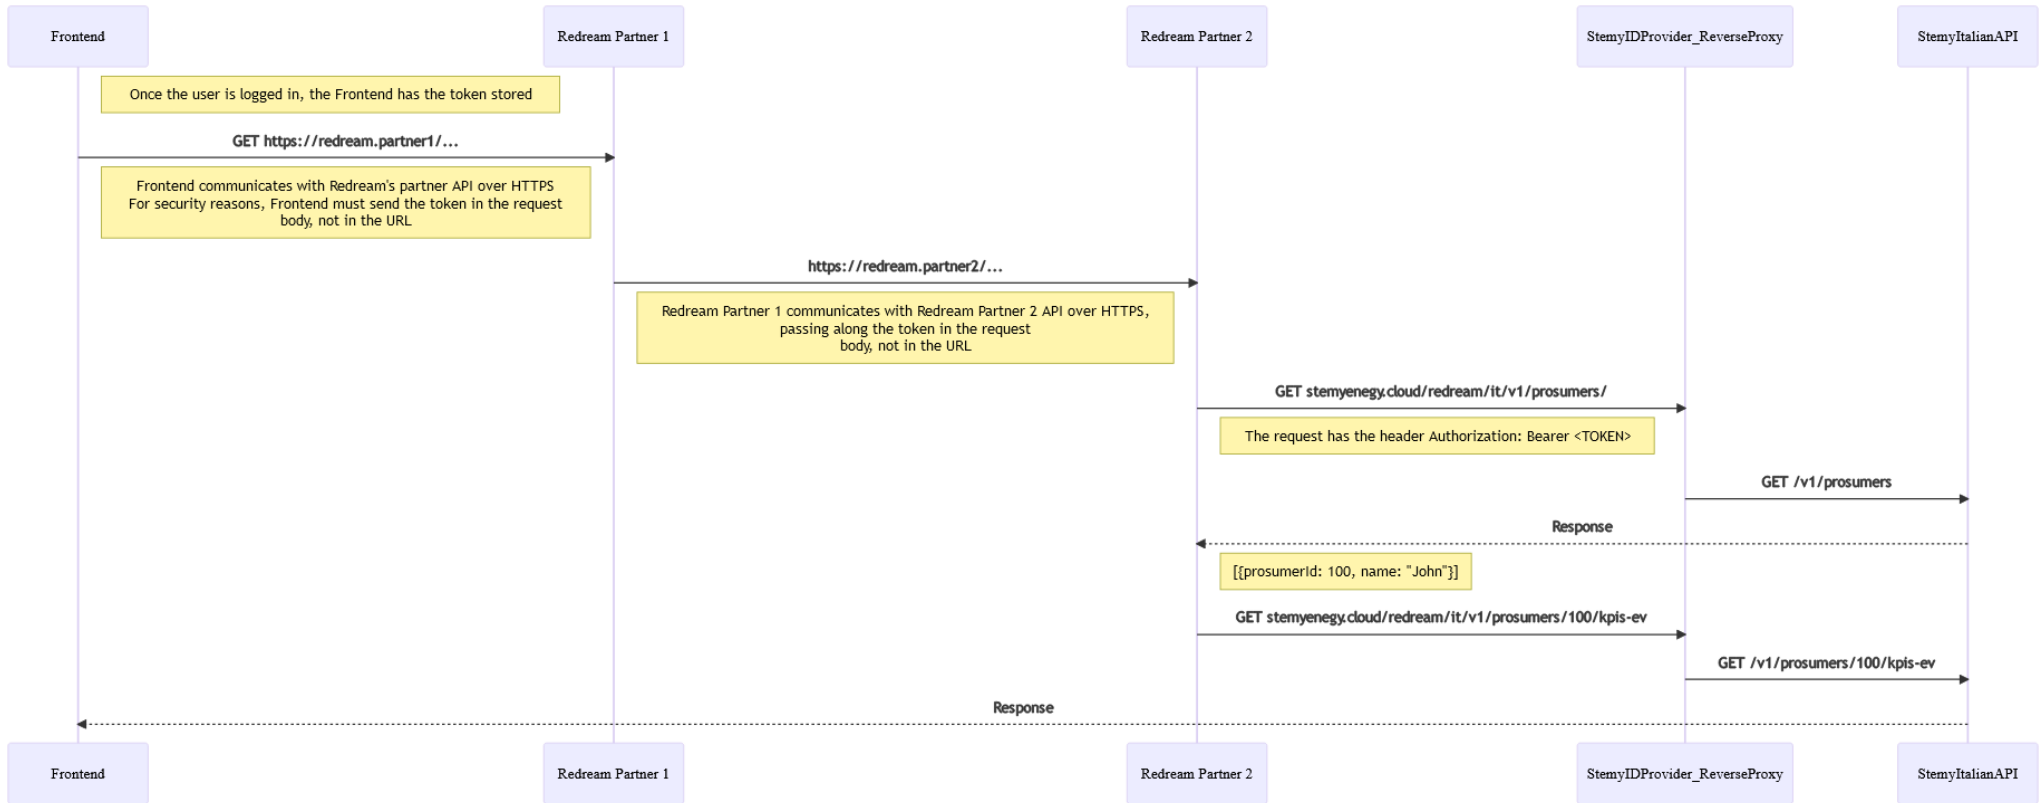 Frontend
Redream Partner 1
Redream Partner 2
StemyIDProvider_ReverseProxy
StemyItalianAPI
Once the user is logged in, the Frontend has the token stored
GET https://redream.partner1/...
Frontend communicates with Redream's partner API over HTTPS
For security reasons, Frontend must send the token in the request
body, not in the URL
https://redream.partner2/...
Redream Partner 1 communicates with Redream Partner 2 API over HTTPS,
passing along the token in the request
body, not in the URL
GET stemyenegy.cloud/redream/it/v1/prosumers/
The request has the header Authorization: Bearer <TOKEN>
GET /v1/prosumers
Response
[{prosumerId: 100, name: "John"}]
GET stemyenegy.cloud/redream/it/v1/prosumers/100/kpis-ev
GET /v1/prosumers/100/kpis-ev
Response
Frontend
Redream Partner 1
Redream Partner 2
StemyIDProvider_ReverseProxy
StemyItalianAPI